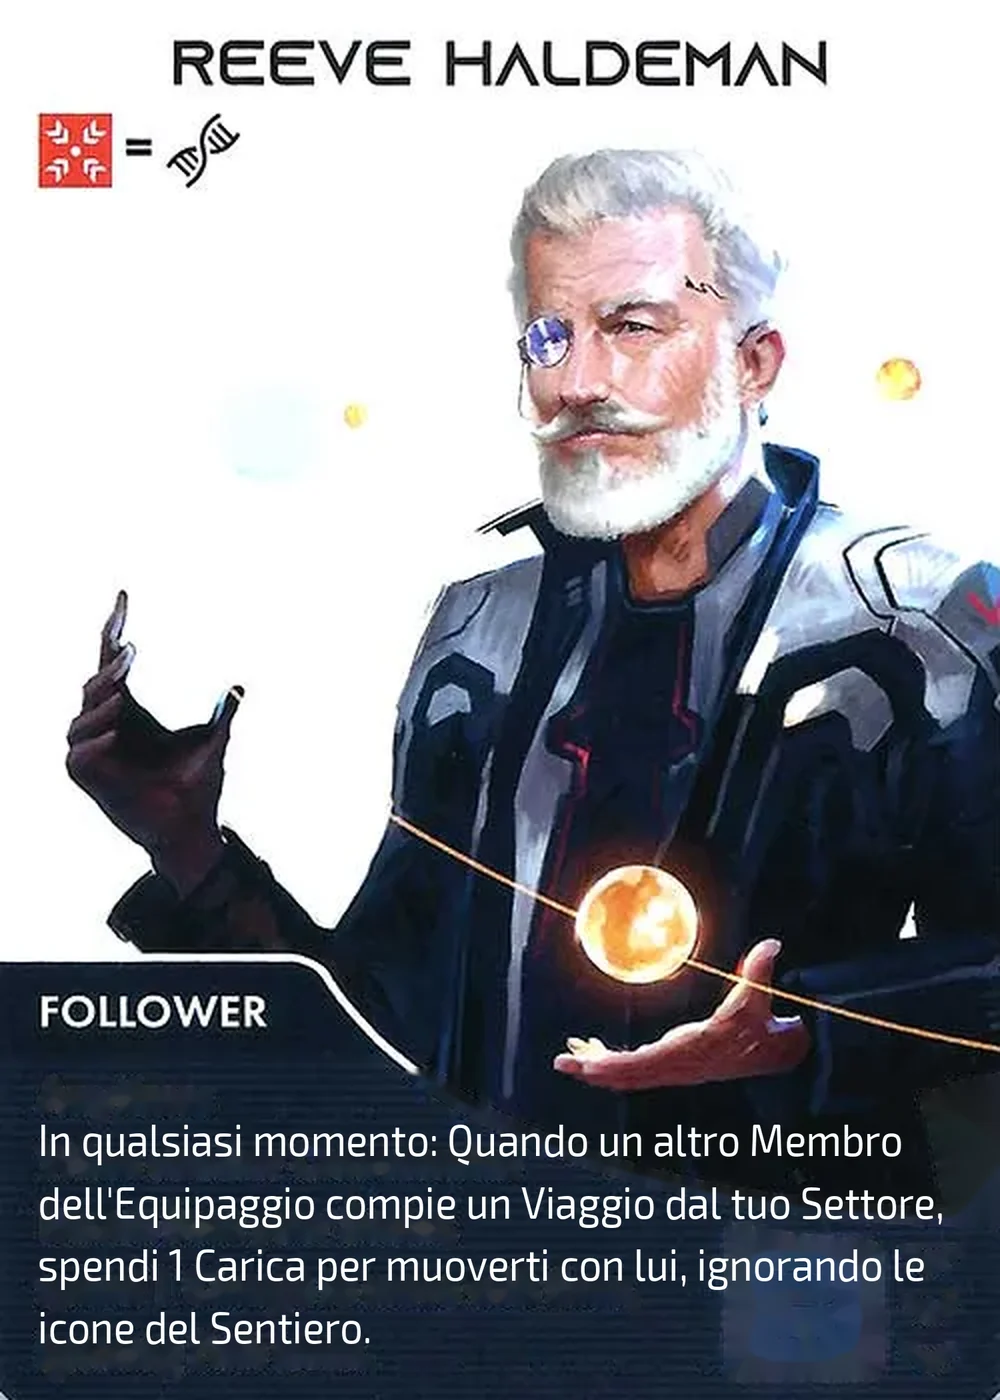 REEVE HALDEMAN
=
FOLLOWER
In qualsiasi momento: Quando un altro Membro
dell'Equipaggio compie un Viaggio dal tuo Settore,
spendi 1 Carica per muoverti con lui, ignorando le
icone del Sentiero.